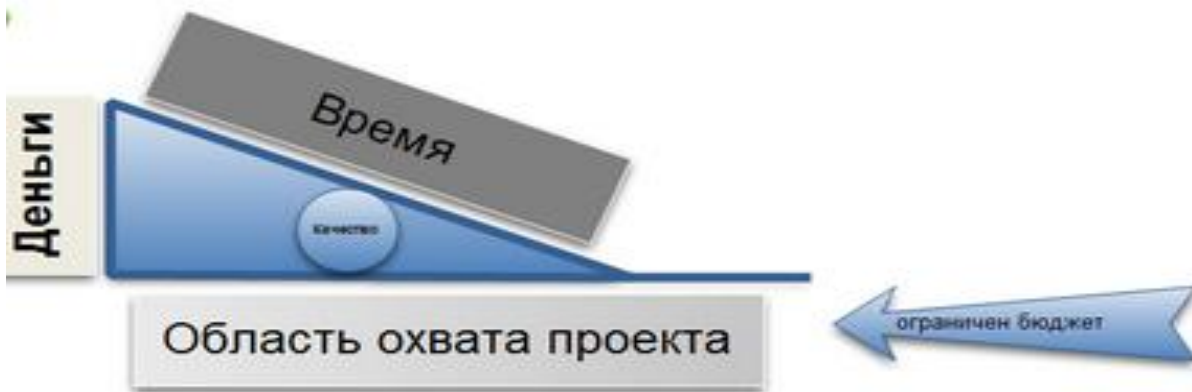 Время
Деньги
Качество
Область охвата проекта
ограничен бюджет